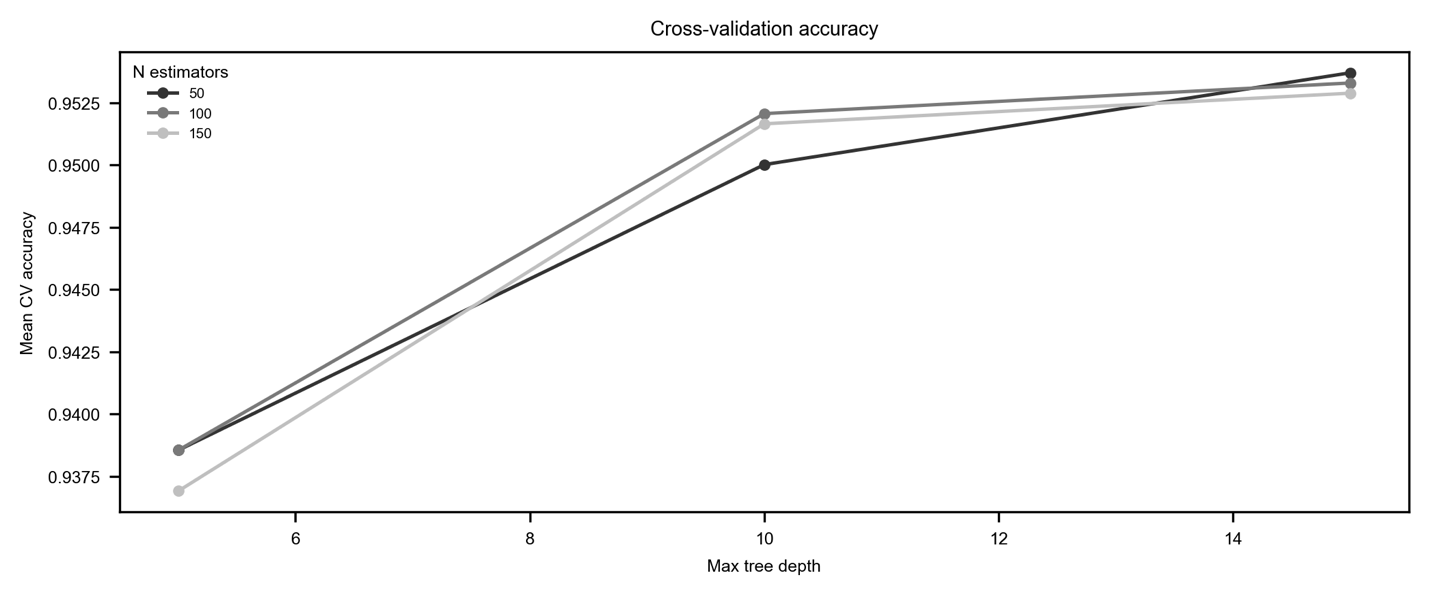 Cross-validation accuracy
N estimators
50
100
150
0.9525
0.9500
0.9475
0.9450
0.9425
0.9400
0.9375
Mean CV accuracy
6 8 10 12 14
Max tree depth